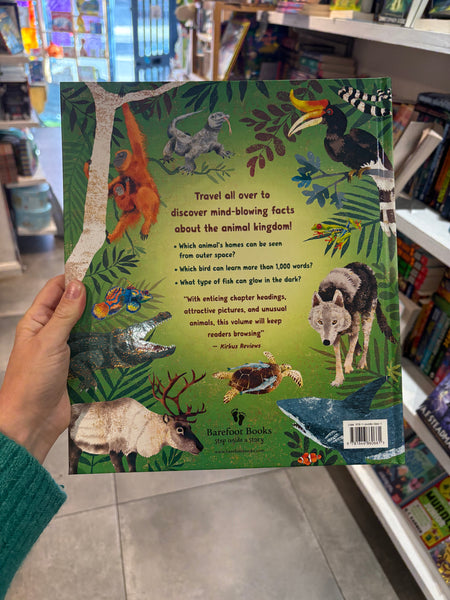 Travel all over to
discover mind-blowing facts
about the animal kingdom!
• Which animal's homes can be seen
from outer space?
• Which bird can learn more than 1,000 words?
• What type of fish can glow in the dark?
"With enticing chapter headings,
attractive pictures, and unusual
animals, this volume will keep
readers browsing"
— Kirkus Reviews
Barefoot Books
Step inside a story
www.barefootbooks.com